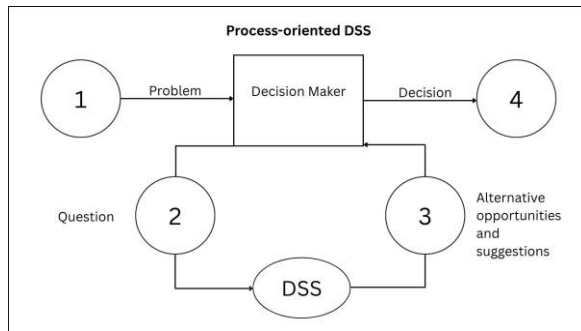 Process-oriented DSS
1
Problem
Decision Maker
Decision
4
Question
2
3
Alternative
opportunities
and
suggestions
DSS